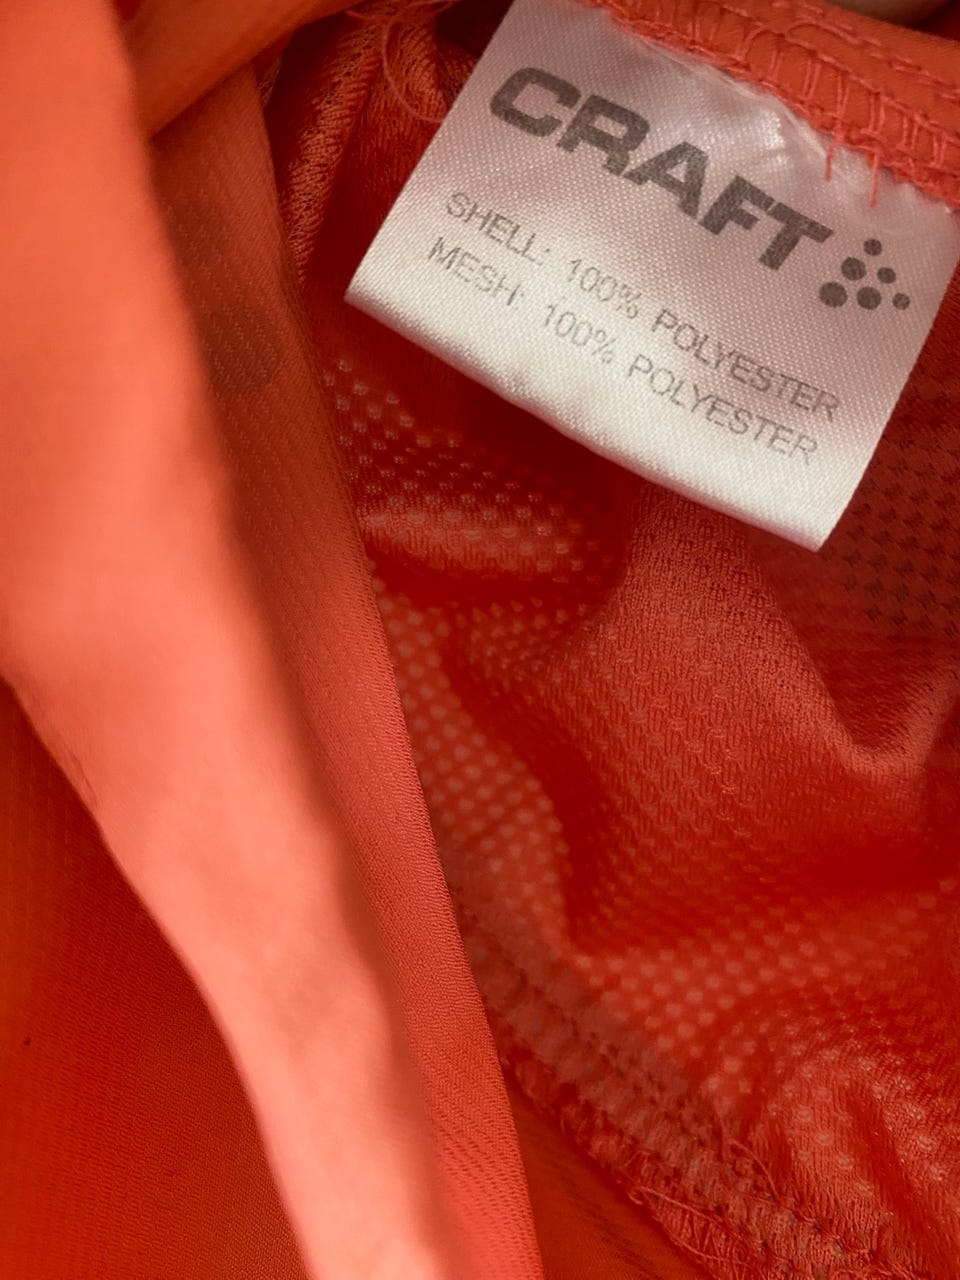 CRAFT
SHELL: 100% POLYESTER
MESH: 100% POLYESTER